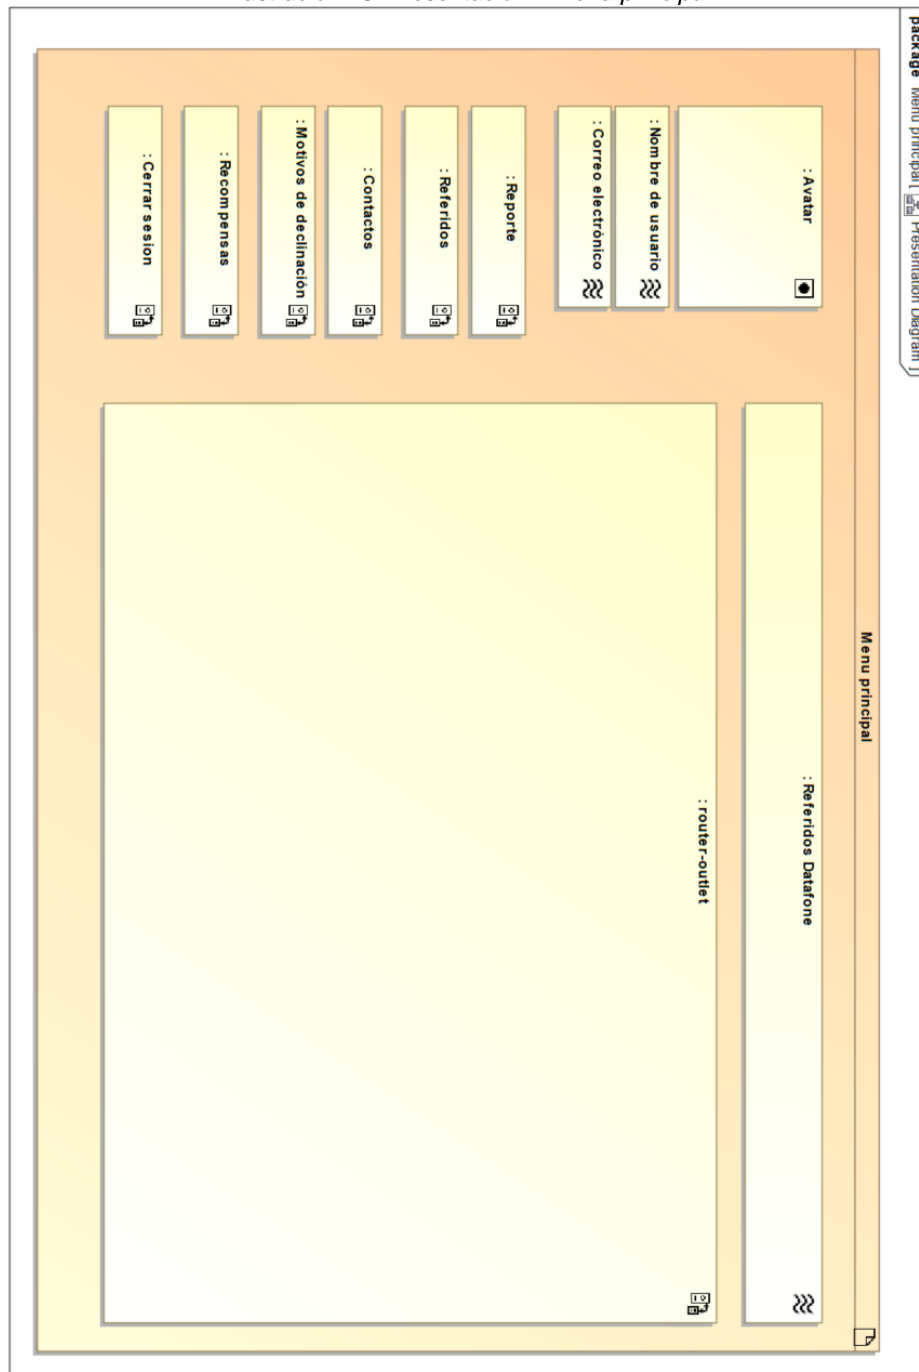 package Menu principal [ Presentation Diagram ]
Menu principal
: Avatar
: Nombre de usuario
: Correo electrónico
: Reporte
: Referidos
: Contactos
: Motivos de declinación
: Recompensas
: Cerrar sesion
: Referidos Datafone
: router-outlet